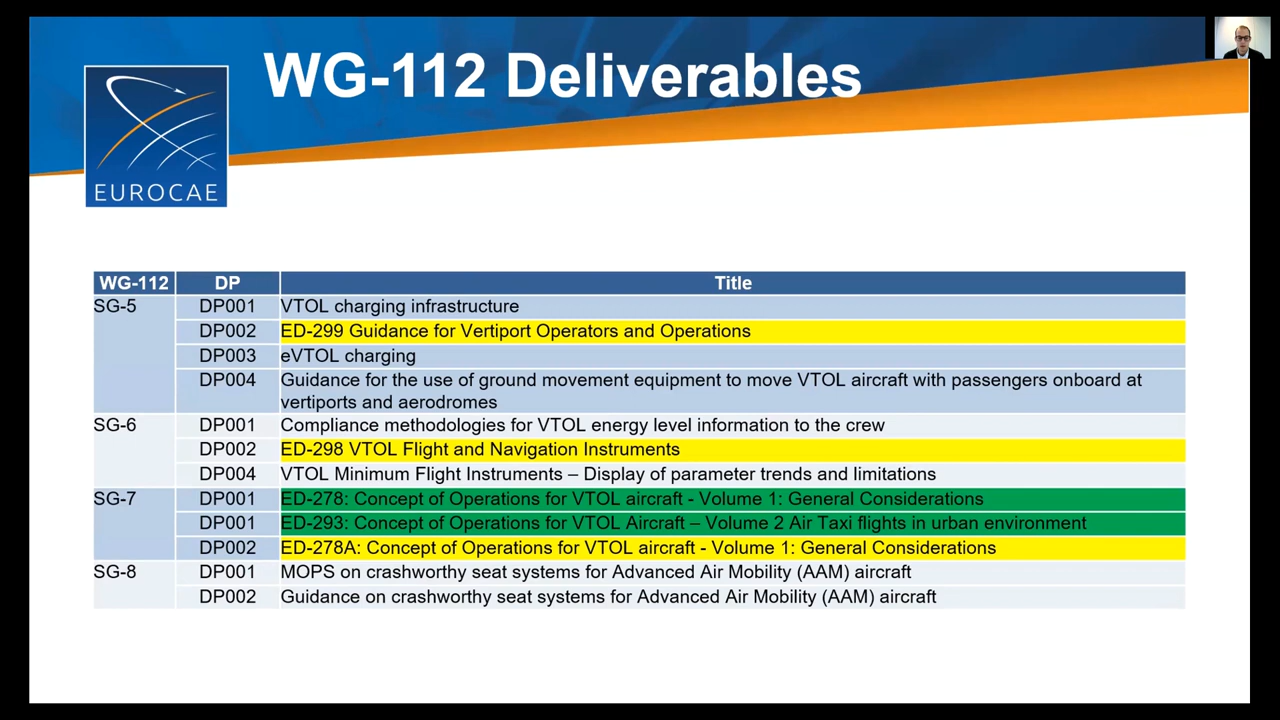 WG-112 Deliverables
EUROCAE
WG-112 DP Title
SG-5 DP001 VTOL charging infrastructure
DP002 ED-299 Guidance for Vertiport Operators and Operations
DP003 eVTOL charging
DP004 Guidance for the use of ground movement equipment to move VTOL aircraft with passengers onboard at
vertiports and aerodromes
SG-6 DP001 Compliance methodologies for VTOL energy level information to the crew
DP002 ED-298 VTOL Flight and Navigation Instruments
DP004 VTOL Minimum Flight Instruments – Display of parameter trends and limitations
SG-7 DP001 ED-278: Concept of Operations for VTOL aircraft - Volume 1: General Considerations
DP001 ED-293: Concept of Operations for VTOL Aircraft – Volume 2 Air Taxi flights in urban environment
DP002 ED-278A: Concept of Operations for VTOL aircraft - Volume 1: General Considerations
SG-8 DP001 MOPS on crashworthy seat systems for Advanced Air Mobility (AAM) aircraft
DP002 Guidance on crashworthy seat systems for Advanced Air Mobility (AAM) aircraft